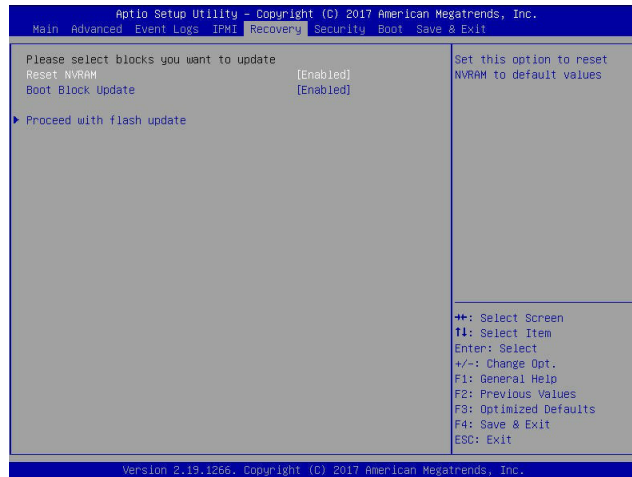 Aptio Setup Utility - Copyright (C) 2017 American Megatrends, Inc.
Main Advanced Event Logs IPMI Recovery Security Boot Save & Exit
Please select blocks you want to update
Reset NVRAM [Enabled]
Boot Block Update [Enabled]
Proceed with flash update
Set this option to reset
NVRAM to default values
→←: Select Screen
↑↓: Select Item
Enter: Select
+/-: Change Opt.
F1: General Help
F2: Previous Values
F3: Optimized Defaults
F4: Save & Exit
ESC: Exit
Version 2.19.1266. Copyright (C) 2017 American Megatrends, Inc.